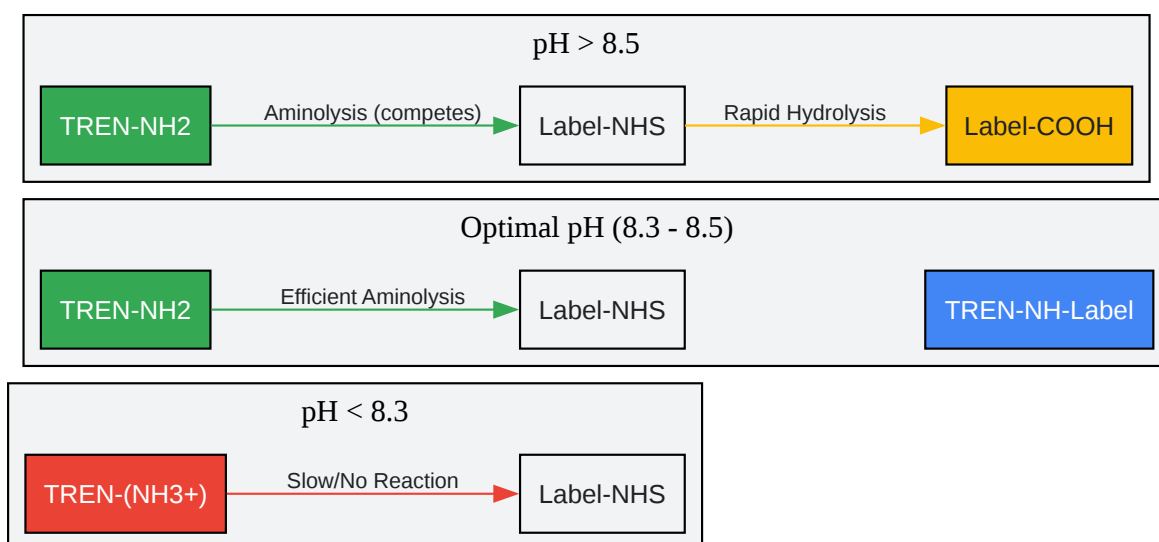 pH > 8.5
TREN-NH2
Aminolysis (competes)
Label-NHS
Rapid Hydrolysis
Label-COOH
Optimal pH (8.3 - 8.5)
TREN-NH2
Efficient Aminolysis
Label-NHS
TREN-NH-Label
pH < 8.3
TREN-(NH3+)
Slow/No Reaction
Label-NHS